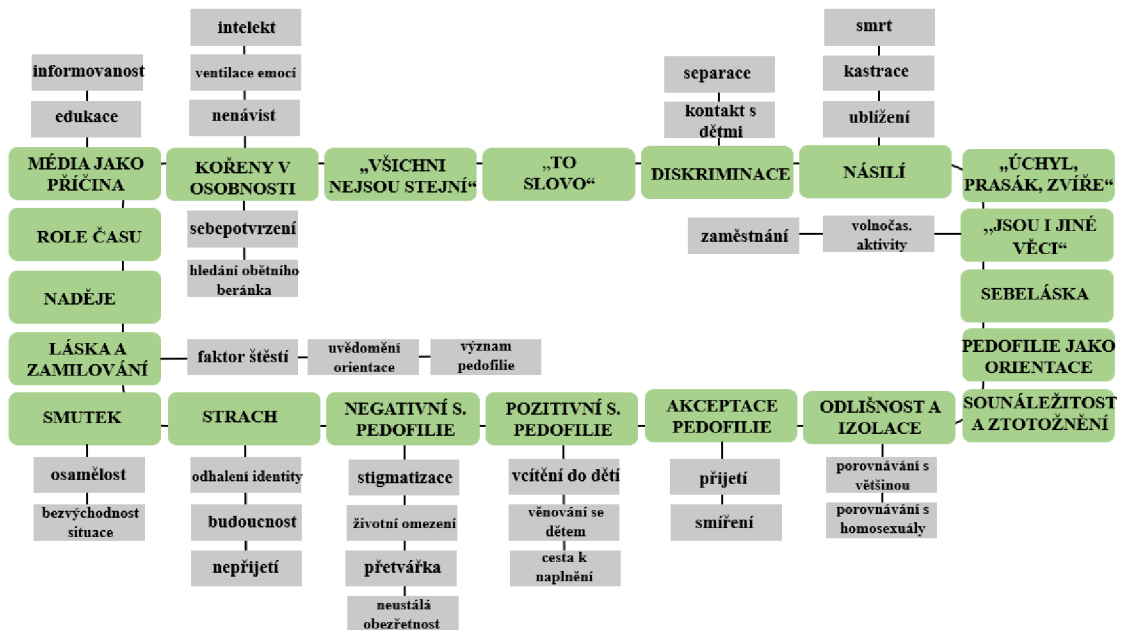 intelekt
ventilace emocí
nenávist
informovanost
edukace
separace
kontakt s
dětmi
smrt
kastrace
ublížení
MÉDIA JAKO
PŘÍČINA
KOŘENY V
OSOBNOSTI
„VŠICHNI
NEJSOU STEJNÍ“
„TO
SLOVO“
DISKRIMINACE
NÁSILÍ
„ÚCHYL,
PRASÁK, ZVÍŘE“
ROLE ČASU
sebepotvrzení
hledání obětního
beránka
zaměstnání
volnočas.
aktivity
„JSOU I JINÉ
VĚCI“
NADĚJE
SEBELÁSKA
LÁSKA A
ZAMILOVÁNÍ
faktor štěstí
uvědomění
orientace
význam
pedofilie
PEDOFILIE JAKO
ORIENTACE
SMUTEK
STRACH
NEGATIVNÍ S.
PEDOFILIE
POZITIVNÍ S.
PEDOFILIE
AKCEPTACE
PEDOFILIE
ODLIŠNOST A
IZOLACE
SOUNÁLEŽITOST
A ZTOTOŽNĚNÍ
osamělost
bezvýchodnost
situace
odhalení identity
budoucnost
nepřijetí
stigmatizace
životní omezení
přetvářka
neustálá
obezřetnost
vcítění do dětí
věnování se
dětem
cesta k
naplnění
přijetí
smíření
porovnávání s
většinou
porovnávání s
homosexuály